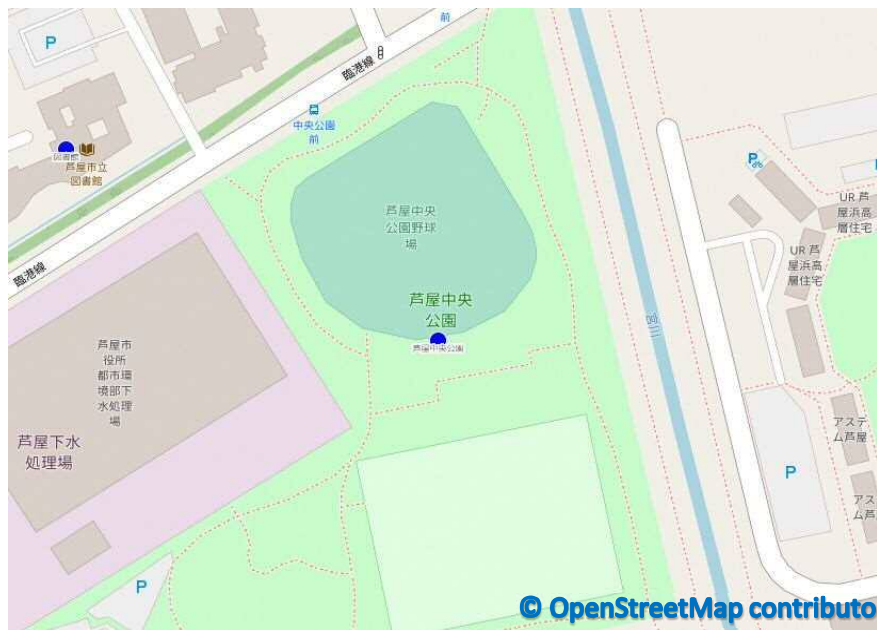 P
前
臨港線
中央公園
前
図書館
芦屋市立
図書館
P
UR 芦
屋浜高
層住宅
UR 芦
屋浜高
層住宅
芦屋中央
公園野球
場
臨港線
芦屋中央
公園
芦屋中央公園
宮川
芦屋市
役所
都市環
境部下
水処理
場
芦屋下水
処理場
アステ
ム芦屋
P
アス
ム芦
P
© OpenStreetMap contributo